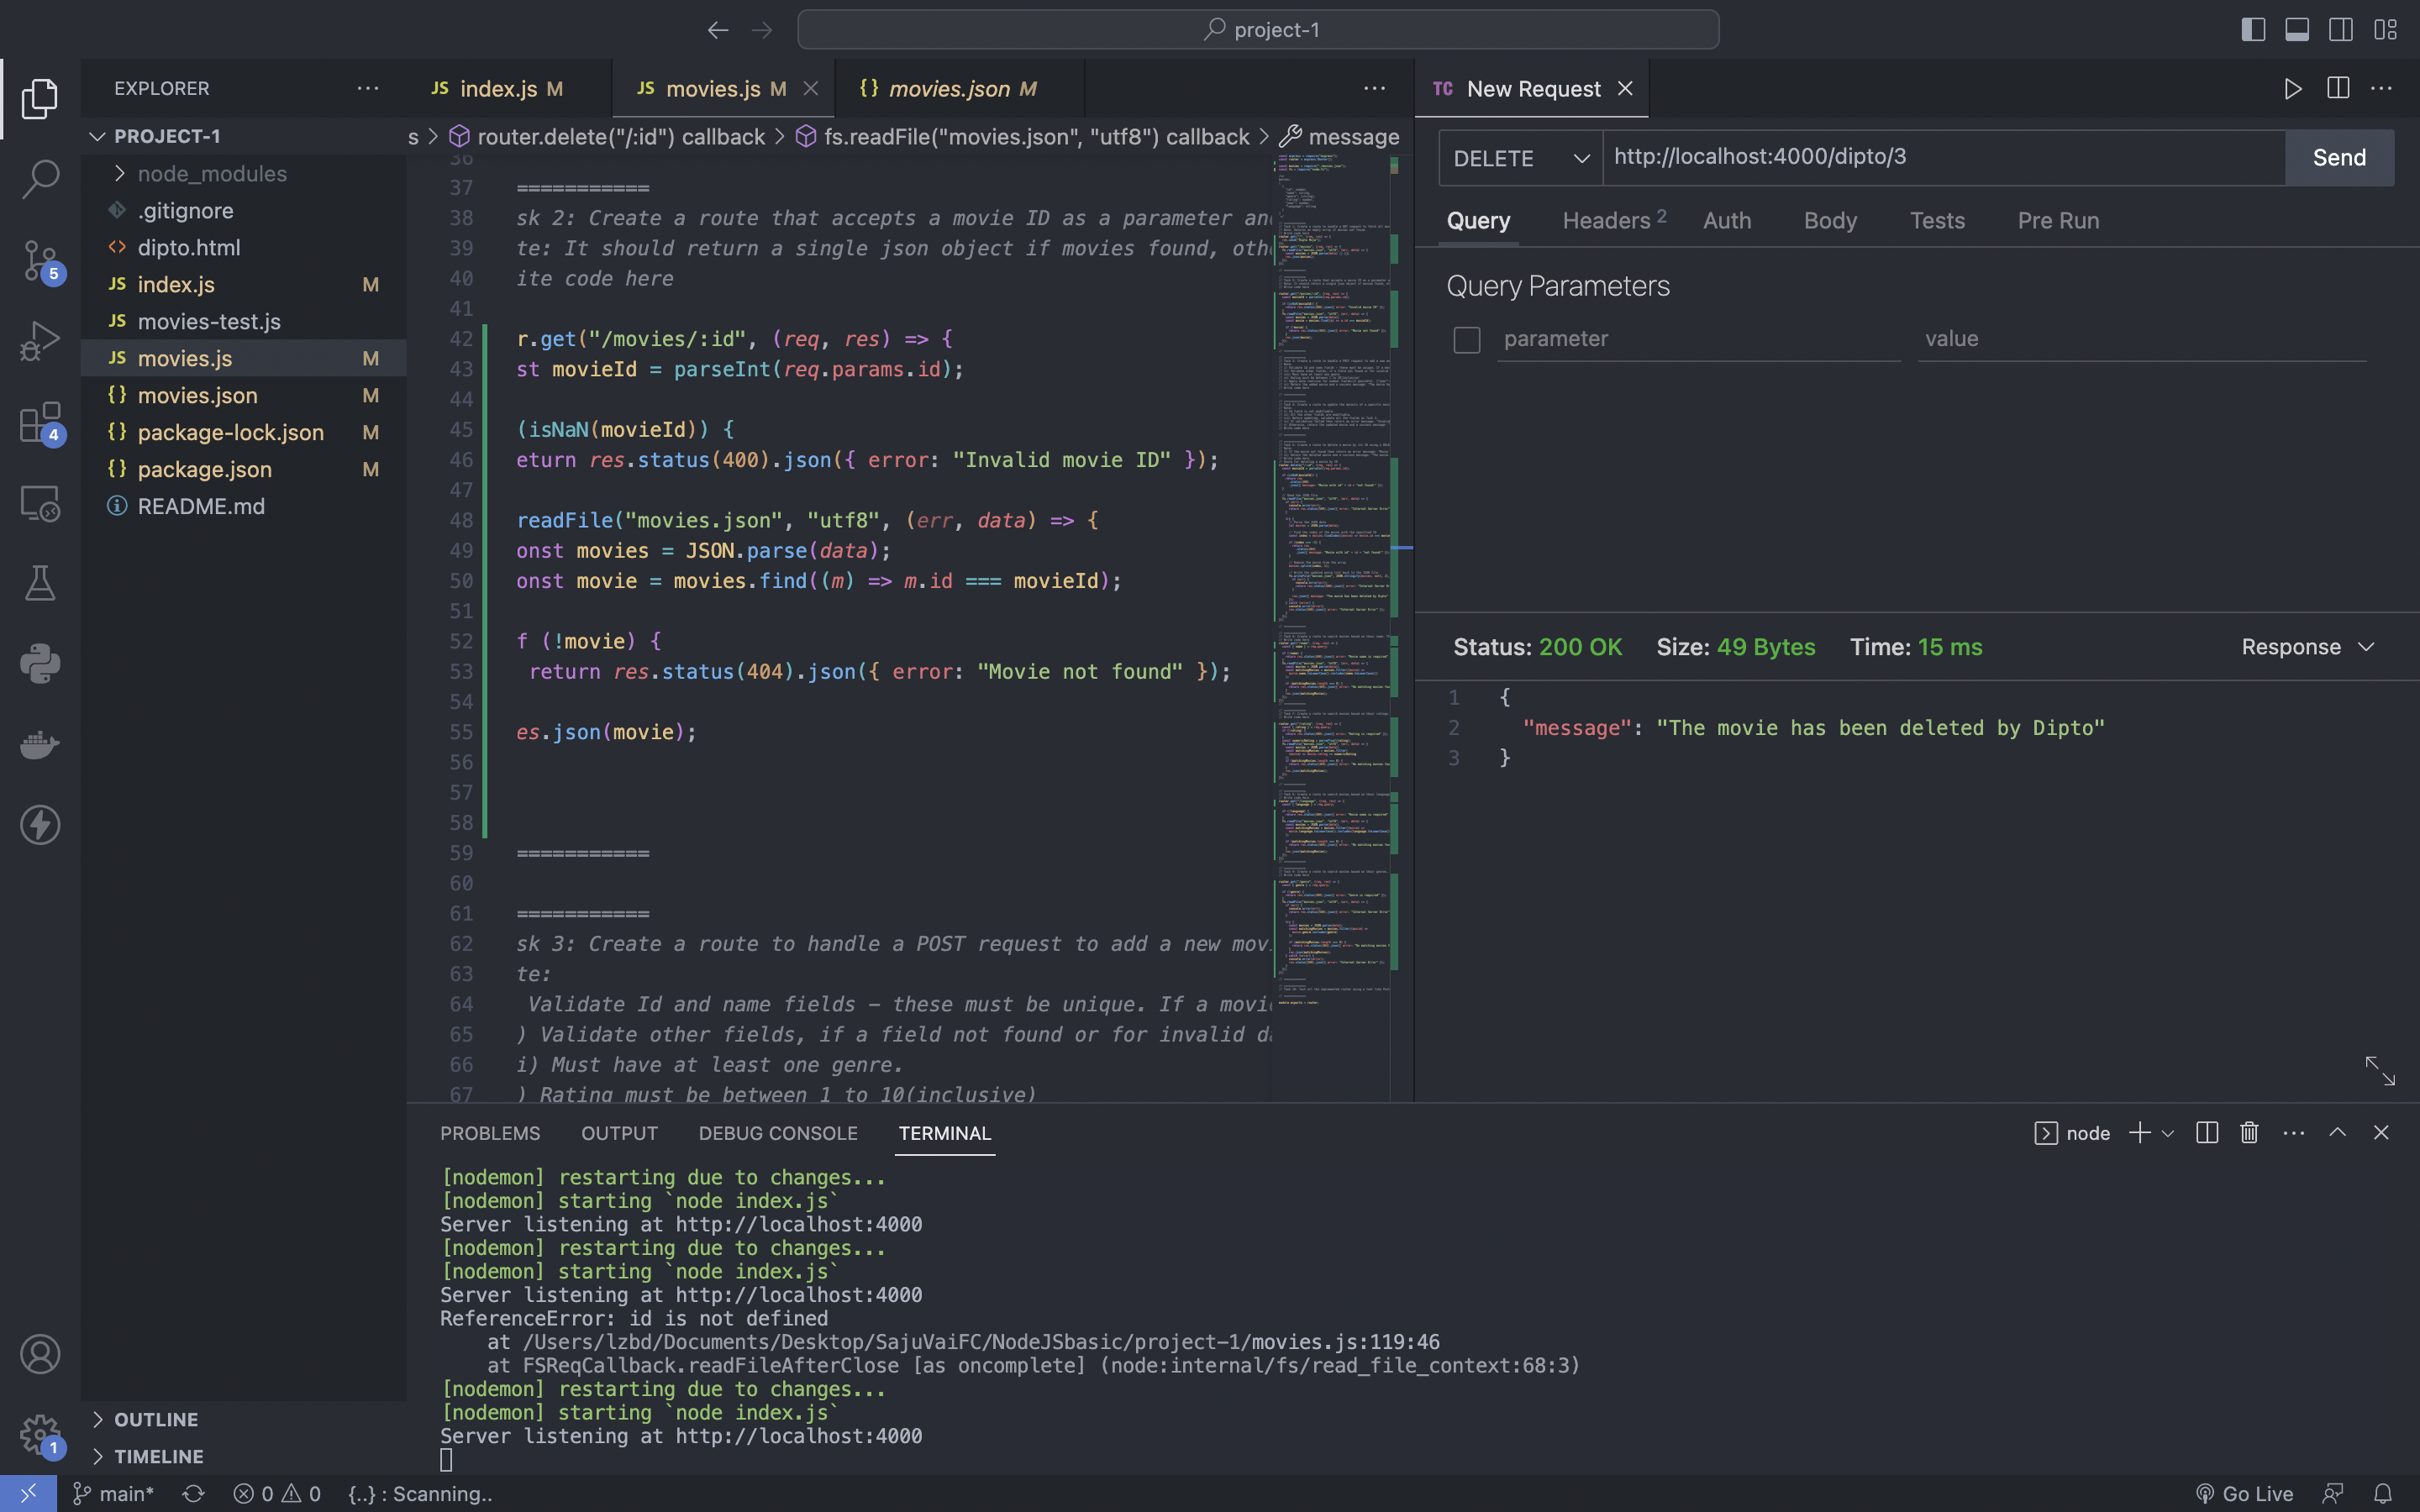 project-1
EXPLORER
PROJECT-1
node_modules
.gitignore
dipto.html
JS index.js M
JS movies-test.js
JS movies.js M
{} movies.json M
{} package-lock.json M
{} package.json M
README.md
OUTLINE
TIMELINE
5
4
1
JS index.js M
JS movies.js M
{} movies.json M
s > router.delete("/:id") callback > fs.readFile("movies.json", "utf8") callback > message
36
37 ===========
38 sk 2: Create a route that accepts a movie ID as a parameter an
39 te: It should return a single json object if movies found, oth
40 ite code here
41
42 r.get("/movies/:id", (req, res) => {
43 st movieId = parseInt(req.params.id);
44
45 (isNaN(movieId)) {
46 eturn res.status(400).json({ error: "Invalid movie ID" });
47
48 readFile("movies.json", "utf8", (err, data) => {
49 onst movies = JSON.parse(data);
50 onst movie = movies.find((m) => m.id === movieId);
51
52 f (!movie) {
53 return res.status(404).json({ error: "Movie not found" });
54
55 es.json(movie);
56
57
58
59 ===========
60
61 ===========
62 sk 3: Create a route to handle a POST request to add a new mov
63 te:
64 Validate Id and name fields – these must be unique. If a movi
65 ) Validate other fields, if a field not found or for invalid d
66 i) Must have at least one genre.
67 ) Rating must be between 1 to 10(inclusive)
TC New Request
DELETE
http://localhost:4000/dipto/3
Send
Query
Headers 2
Auth
Body
Tests
Pre Run
Query Parameters
parameter
value
Status: 200 OK Size: 49 Bytes Time: 15 ms
Response
1 {
2 "message": "The movie has been deleted by Dipto"
3 }
PROBLEMS OUTPUT DEBUG CONSOLE TERMINAL
node
[nodemon] restarting due to changes...
[nodemon] starting `node index.js`
Server listening at http://localhost:4000
[nodemon] restarting due to changes...
[nodemon] starting `node index.js`
Server listening at http://localhost:4000
ReferenceError: id is not defined
at /Users/lzbd/Documents/Desktop/SajuVaiFC/NodeJSbasic/project-1/movies.js:119:46
at FSReqCallback.readFileAfterClose [as oncomplete] (node:internal/fs/read_file_context:68:3)
[nodemon] restarting due to changes...
[nodemon] starting `node index.js`
Server listening at http://localhost:4000
main*
0
0
{..} : Scanning..
Go Live